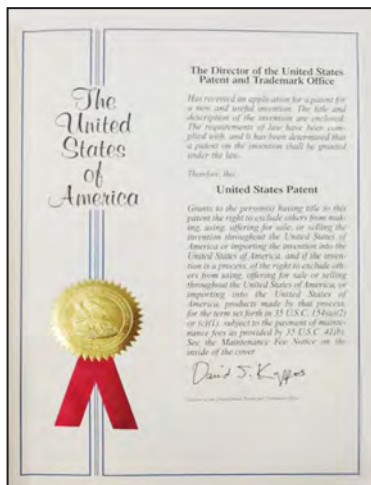 The
United
States
of
America
The Director of the United States
Patent and Trademark Office
Has received an application for a patent for
a new and useful invention. The title and
description of the invention are enclosed.
The requirements of law have been com-
plied with, and it has been determined that
a patent on the invention shall be granted
under the law.
Therefore, this
United States Patent
Grants to the person(s) having title to this
patent the right to exclude others from mak-
ing, using, offering for sale, or selling the
invention throughout the United States of
America or importing the invention into the
United States of America, and if the inven-
tion is a process, of the right to exclude oth-
ers from using, offering for sale or selling
throughout the United States of America, or
importing into the United States of
America, products made by that process,
for the term set forth in 35 U.S.C. 154(a)(2)
or (c)(1), subject to the payment of mainte-
nance fees as provided by 35 U.S.C. 41(b).
See the Maintenance Fee Notice on the
inside of the cover.
David J. Kappos